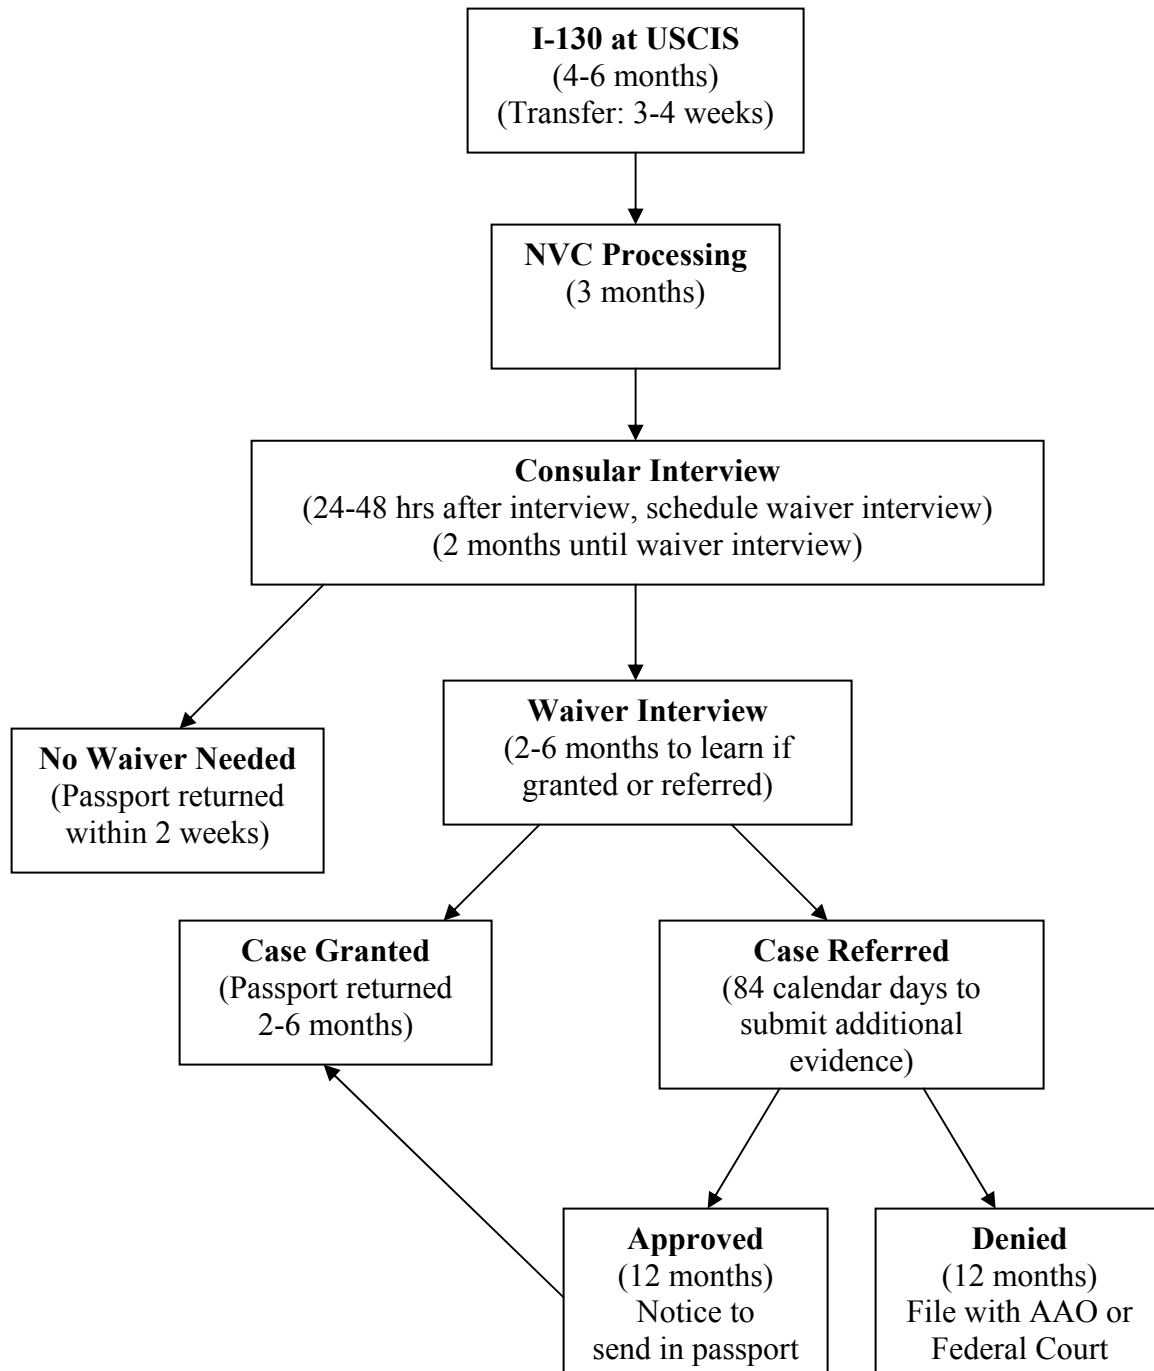 I-130 at USCIS
(4-6 months)
(Transfer: 3-4 weeks)
NVC Processing
(3 months)
Consular Interview
(24-48 hrs after interview, schedule waiver interview)
(2 months until waiver interview)
No Waiver Needed
(Passport returned
within 2 weeks)
Waiver Interview
(2-6 months to learn if
granted or referred)
Case Granted
(Passport returned
2-6 months)
Case Referred
(84 calendar days to
submit additional
evidence)
Approved
(12 months)
Notice to
send in passport
Denied
(12 months)
File with AAO or
Federal Court